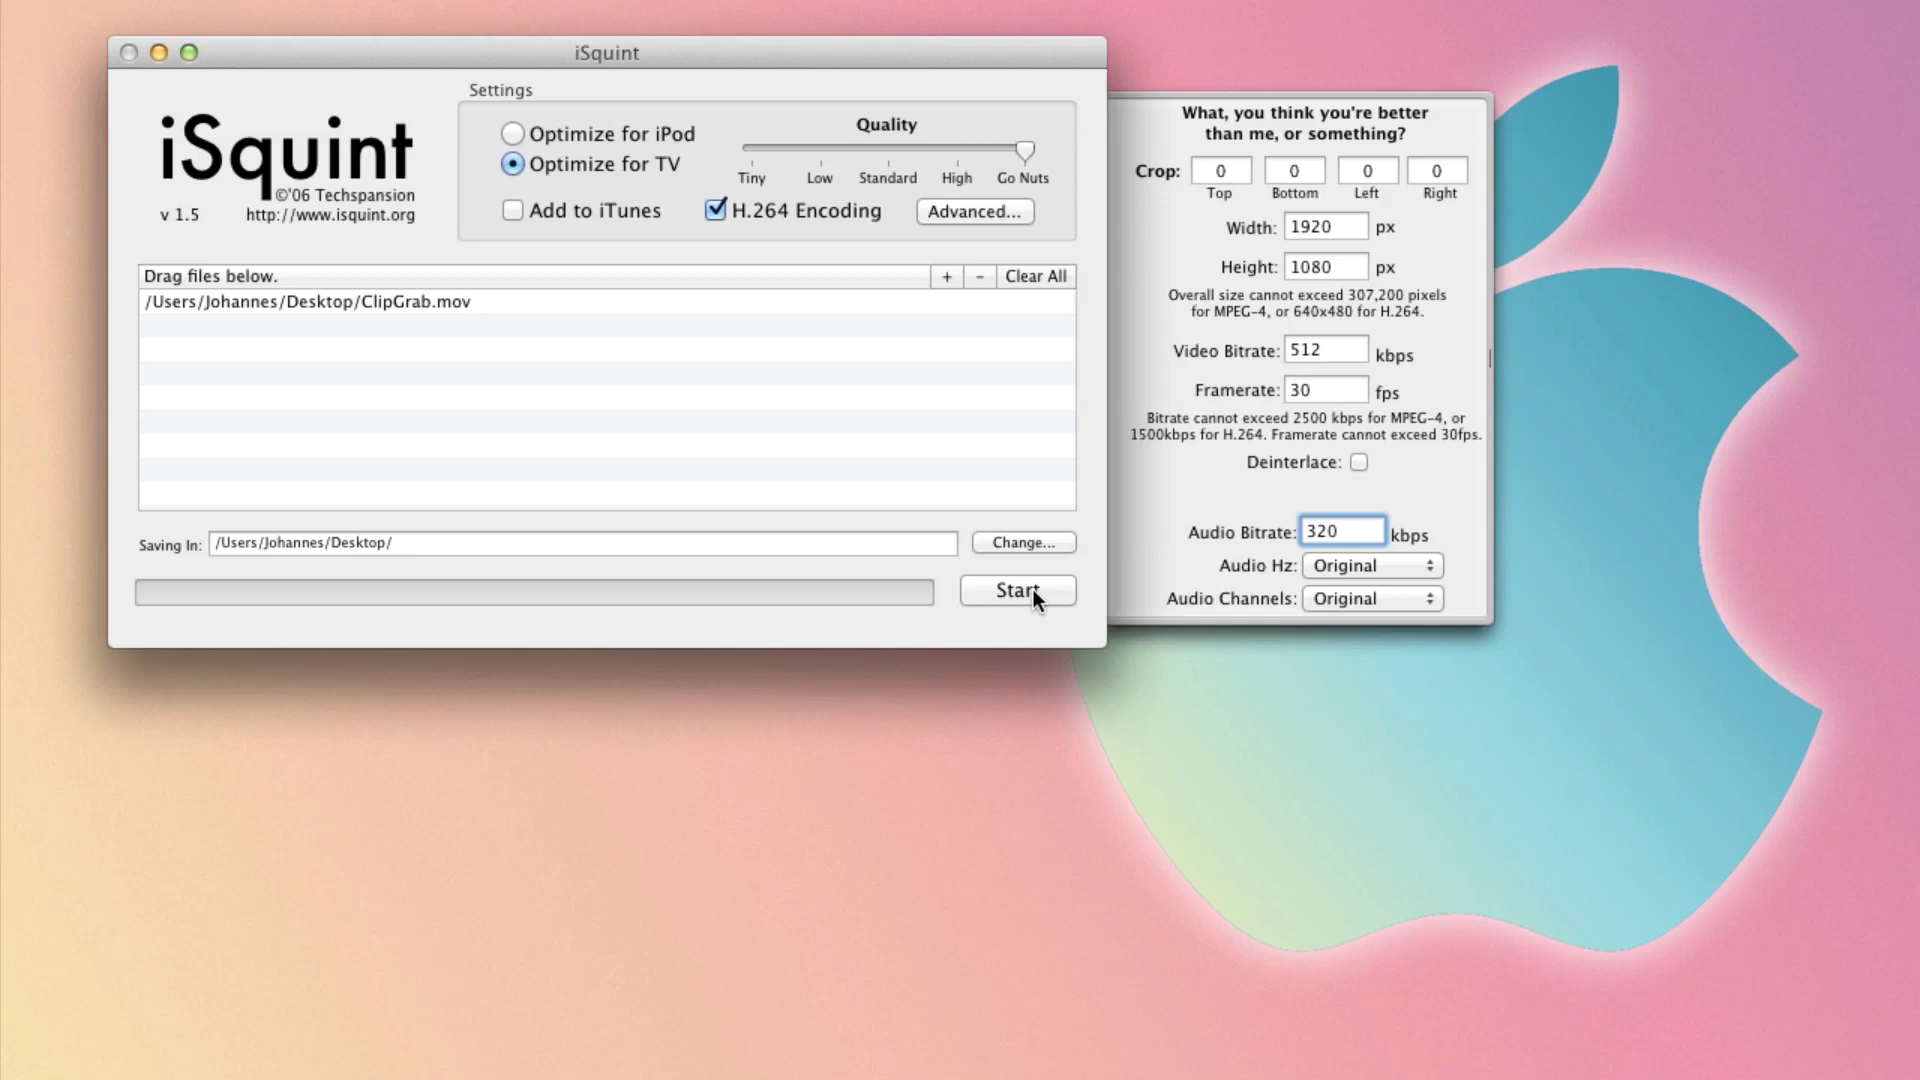 iSquint
Settings
iSquint
©'06 Techspansion
v 1.5
http://www.isquint.org
Optimize for iPod
Optimize for TV
Quality
Tiny Low Standard High Go Nuts
Add to iTunes
H.264 Encoding
Advanced...
Drag files below.
+ - Clear All
/Users/Johannes/Desktop/ClipGrab.mov
Saving In: /Users/Johannes/Desktop/
Change...
Start
What, you think you're better
than me, or something?
Crop: 0 0 0 0
Top Bottom Left Right
Width: 1920 px
Height: 1080 px
Overall size cannot exceed 307,200 pixels
for MPEG-4, or 640x480 for H.264.
Video Bitrate: 512 kbps
Framerate: 30 fps
Bitrate cannot exceed 2500 kbps for MPEG-4, or
1500kbps for H.264. Framerate cannot exceed 30fps.
Deinterlace:
Audio Bitrate: 320 kbps
Audio Hz: Original
Audio Channels: Original